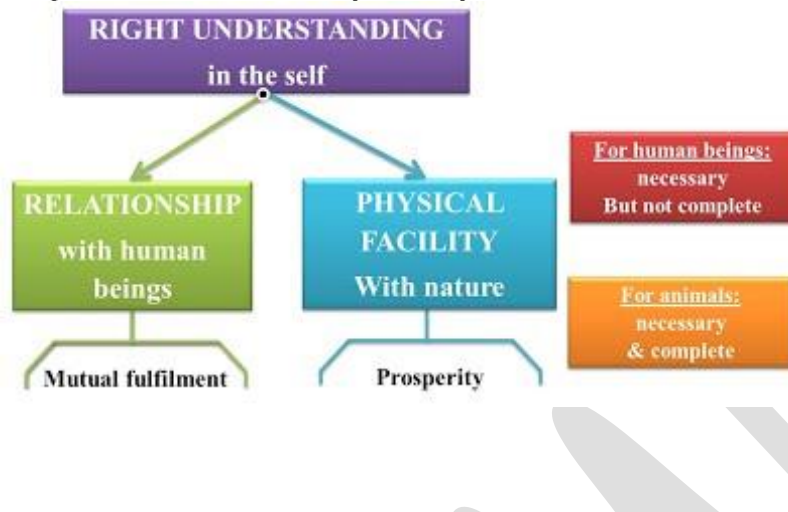 RIGHT UNDERSTANDING
in the self
RELATIONSHIP
with human
beings
PHYSICAL
FACILITY
With nature
For human beings:
necessary
But not complete
For animals:
necessary
& complete
Mutual fulfilment
Prosperity